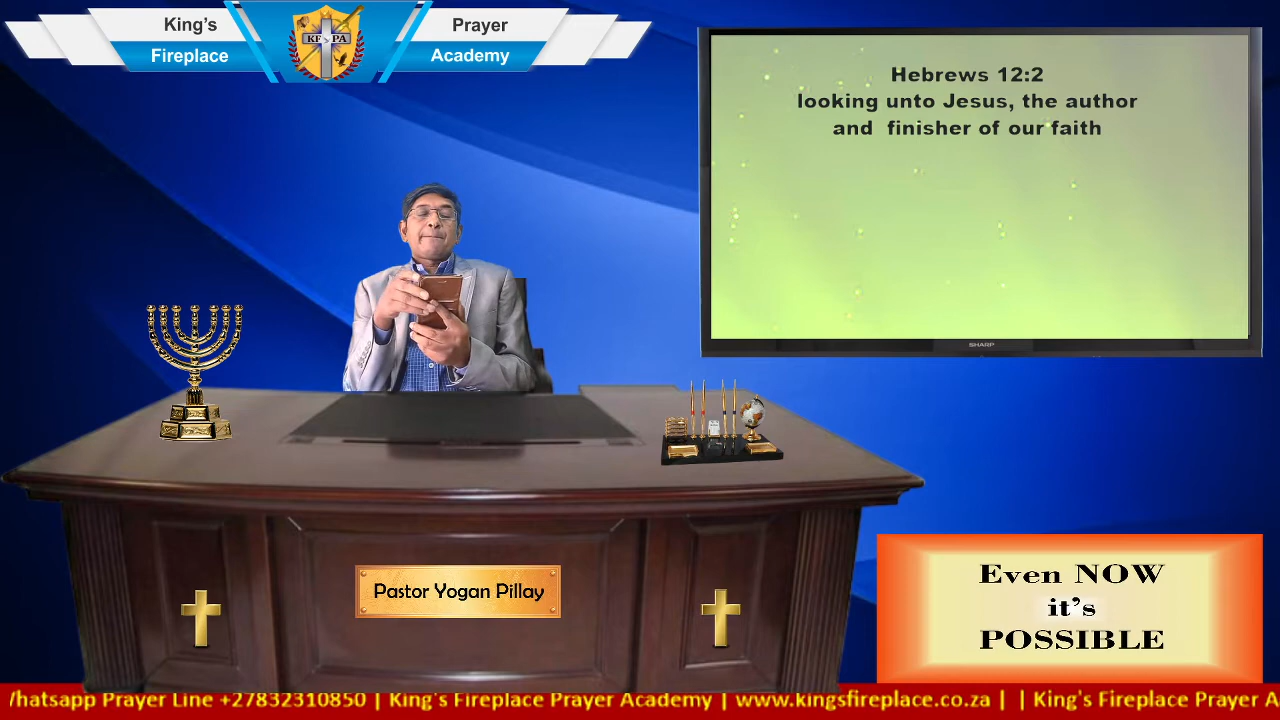 King's
Prayer
Fireplace
Academy
KF PA
Hebrews 12:2
looking unto Jesus, the author
and finisher of our faith
SHARP
Pastor Yogan Pillay
Even NOW
it's
POSSIBLE
hatsapp Prayer Line +27832310850 | King's Fireplace Prayer Academy | www.kingsfireplace.co.za | | King's Fireplace Prayer A